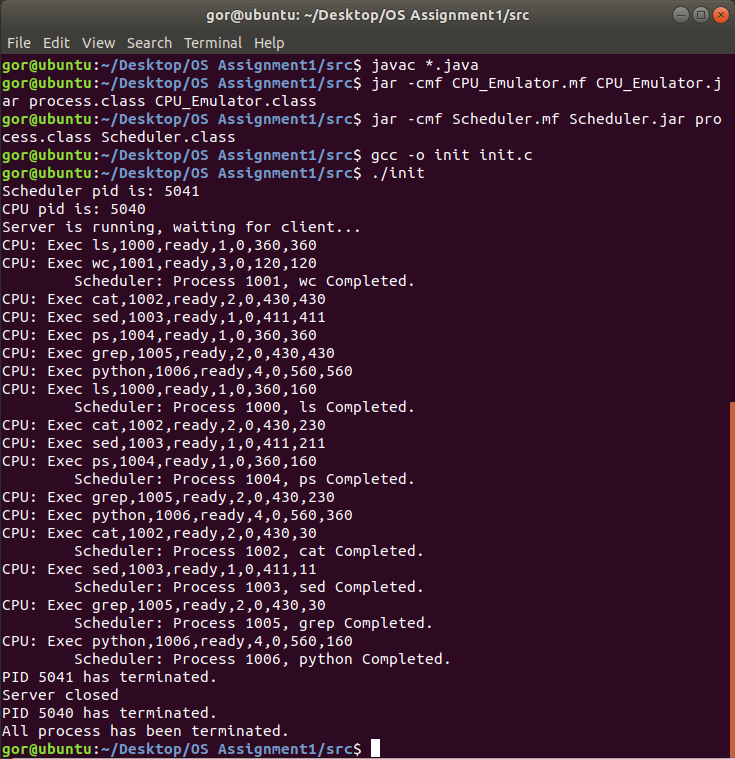 gor@ubuntu: ~/Desktop/OS Assignment1/src
File Edit View Search Terminal Help
gor@ubuntu:~/Desktop/OS Assignment1/src$ javac *.java
gor@ubuntu:~/Desktop/OS Assignment1/src$ jar -cmf CPU_Emulator.mf CPU_Emulator.j
ar process.class CPU_Emulator.class
gor@ubuntu:~/Desktop/OS Assignment1/src$ jar -cmf Scheduler.mf Scheduler.jar pro
cess.class Scheduler.class
gor@ubuntu:~/Desktop/OS Assignment1/src$ gcc -o init init.c
gor@ubuntu:~/Desktop/OS Assignment1/src$ ./init
Scheduler pid is: 5041
CPU pid is: 5040
Server is running, waiting for client...
CPU: Exec ls,1000,ready,1,0,360,360
CPU: Exec wc,1001,ready,3,0,120,120
        Scheduler: Process 1001, wc Completed.
CPU: Exec cat,1002,ready,2,0,430,430
CPU: Exec sed,1003,ready,1,0,411,411
CPU: Exec ps,1004,ready,1,0,360,360
CPU: Exec grep,1005,ready,2,0,430,430
CPU: Exec python,1006,ready,4,0,560,560
CPU: Exec ls,1000,ready,1,0,360,160
        Scheduler: Process 1000, ls Completed.
CPU: Exec cat,1002,ready,2,0,430,230
CPU: Exec sed,1003,ready,1,0,411,211
CPU: Exec ps,1004,ready,1,0,360,160
        Scheduler: Process 1004, ps Completed.
CPU: Exec grep,1005,ready,2,0,430,230
CPU: Exec python,1006,ready,4,0,560,360
CPU: Exec cat,1002,ready,2,0,430,30
        Scheduler: Process 1002, cat Completed.
CPU: Exec sed,1003,ready,1,0,411,11
        Scheduler: Process 1003, sed Completed.
CPU: Exec grep,1005,ready,2,0,430,30
        Scheduler: Process 1005, grep Completed.
CPU: Exec python,1006,ready,4,0,560,160
        Scheduler: Process 1006, python Completed.
PID 5041 has terminated.
Server closed
PID 5040 has terminated.
All process has been terminated.
gor@ubuntu:~/Desktop/OS Assignment1/src$